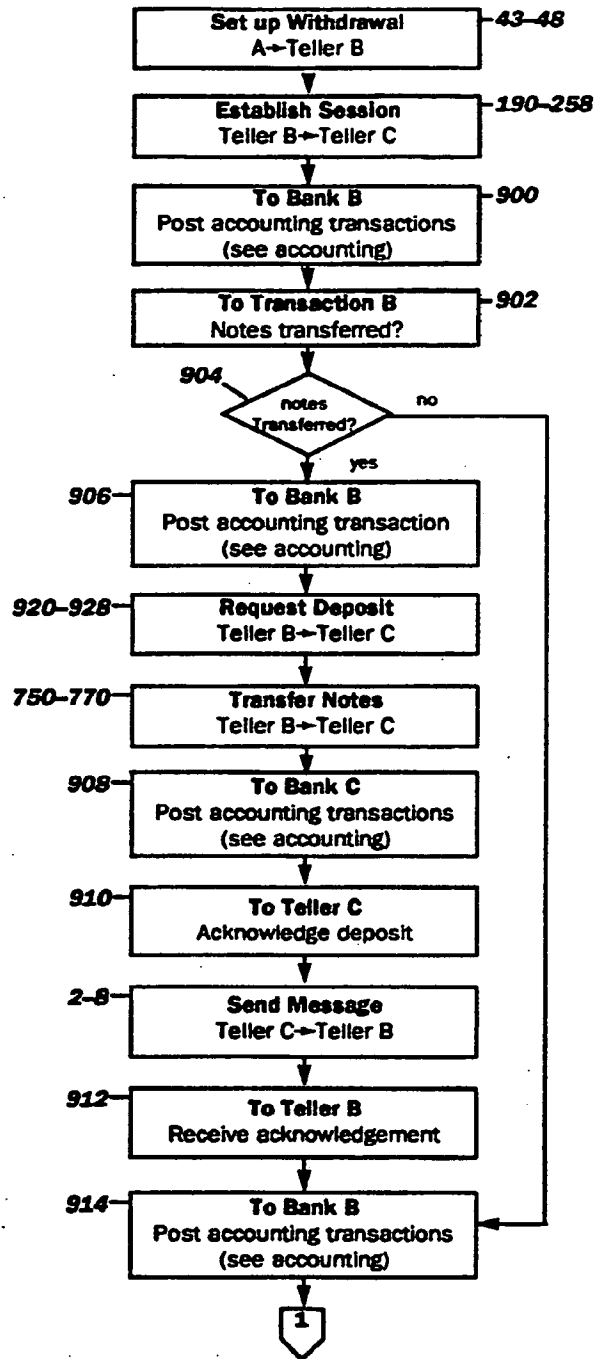 Set up Withdrawal
A→Teller B
43-48
Establish Session
Teller B→Teller C
190-258
To Bank B
Post accounting transactions
(see accounting)
900
To Transaction B
Notes transferred?
902
904
notes
Transferred?
no
yes
906
To Bank B
Post accounting transaction
(see accounting)
920-928
Request Deposit
Teller B→Teller C
750-770
Transfer Notes
Teller B→Teller C
908
To Bank C
Post accounting transactions
(see accounting)
910
To Teller C
Acknowledge deposit
2-8
Send Message
Teller C→Teller B
912
To Teller B
Receive acknowledgement
914
To Bank B
Post accounting transactions
(see accounting)
1